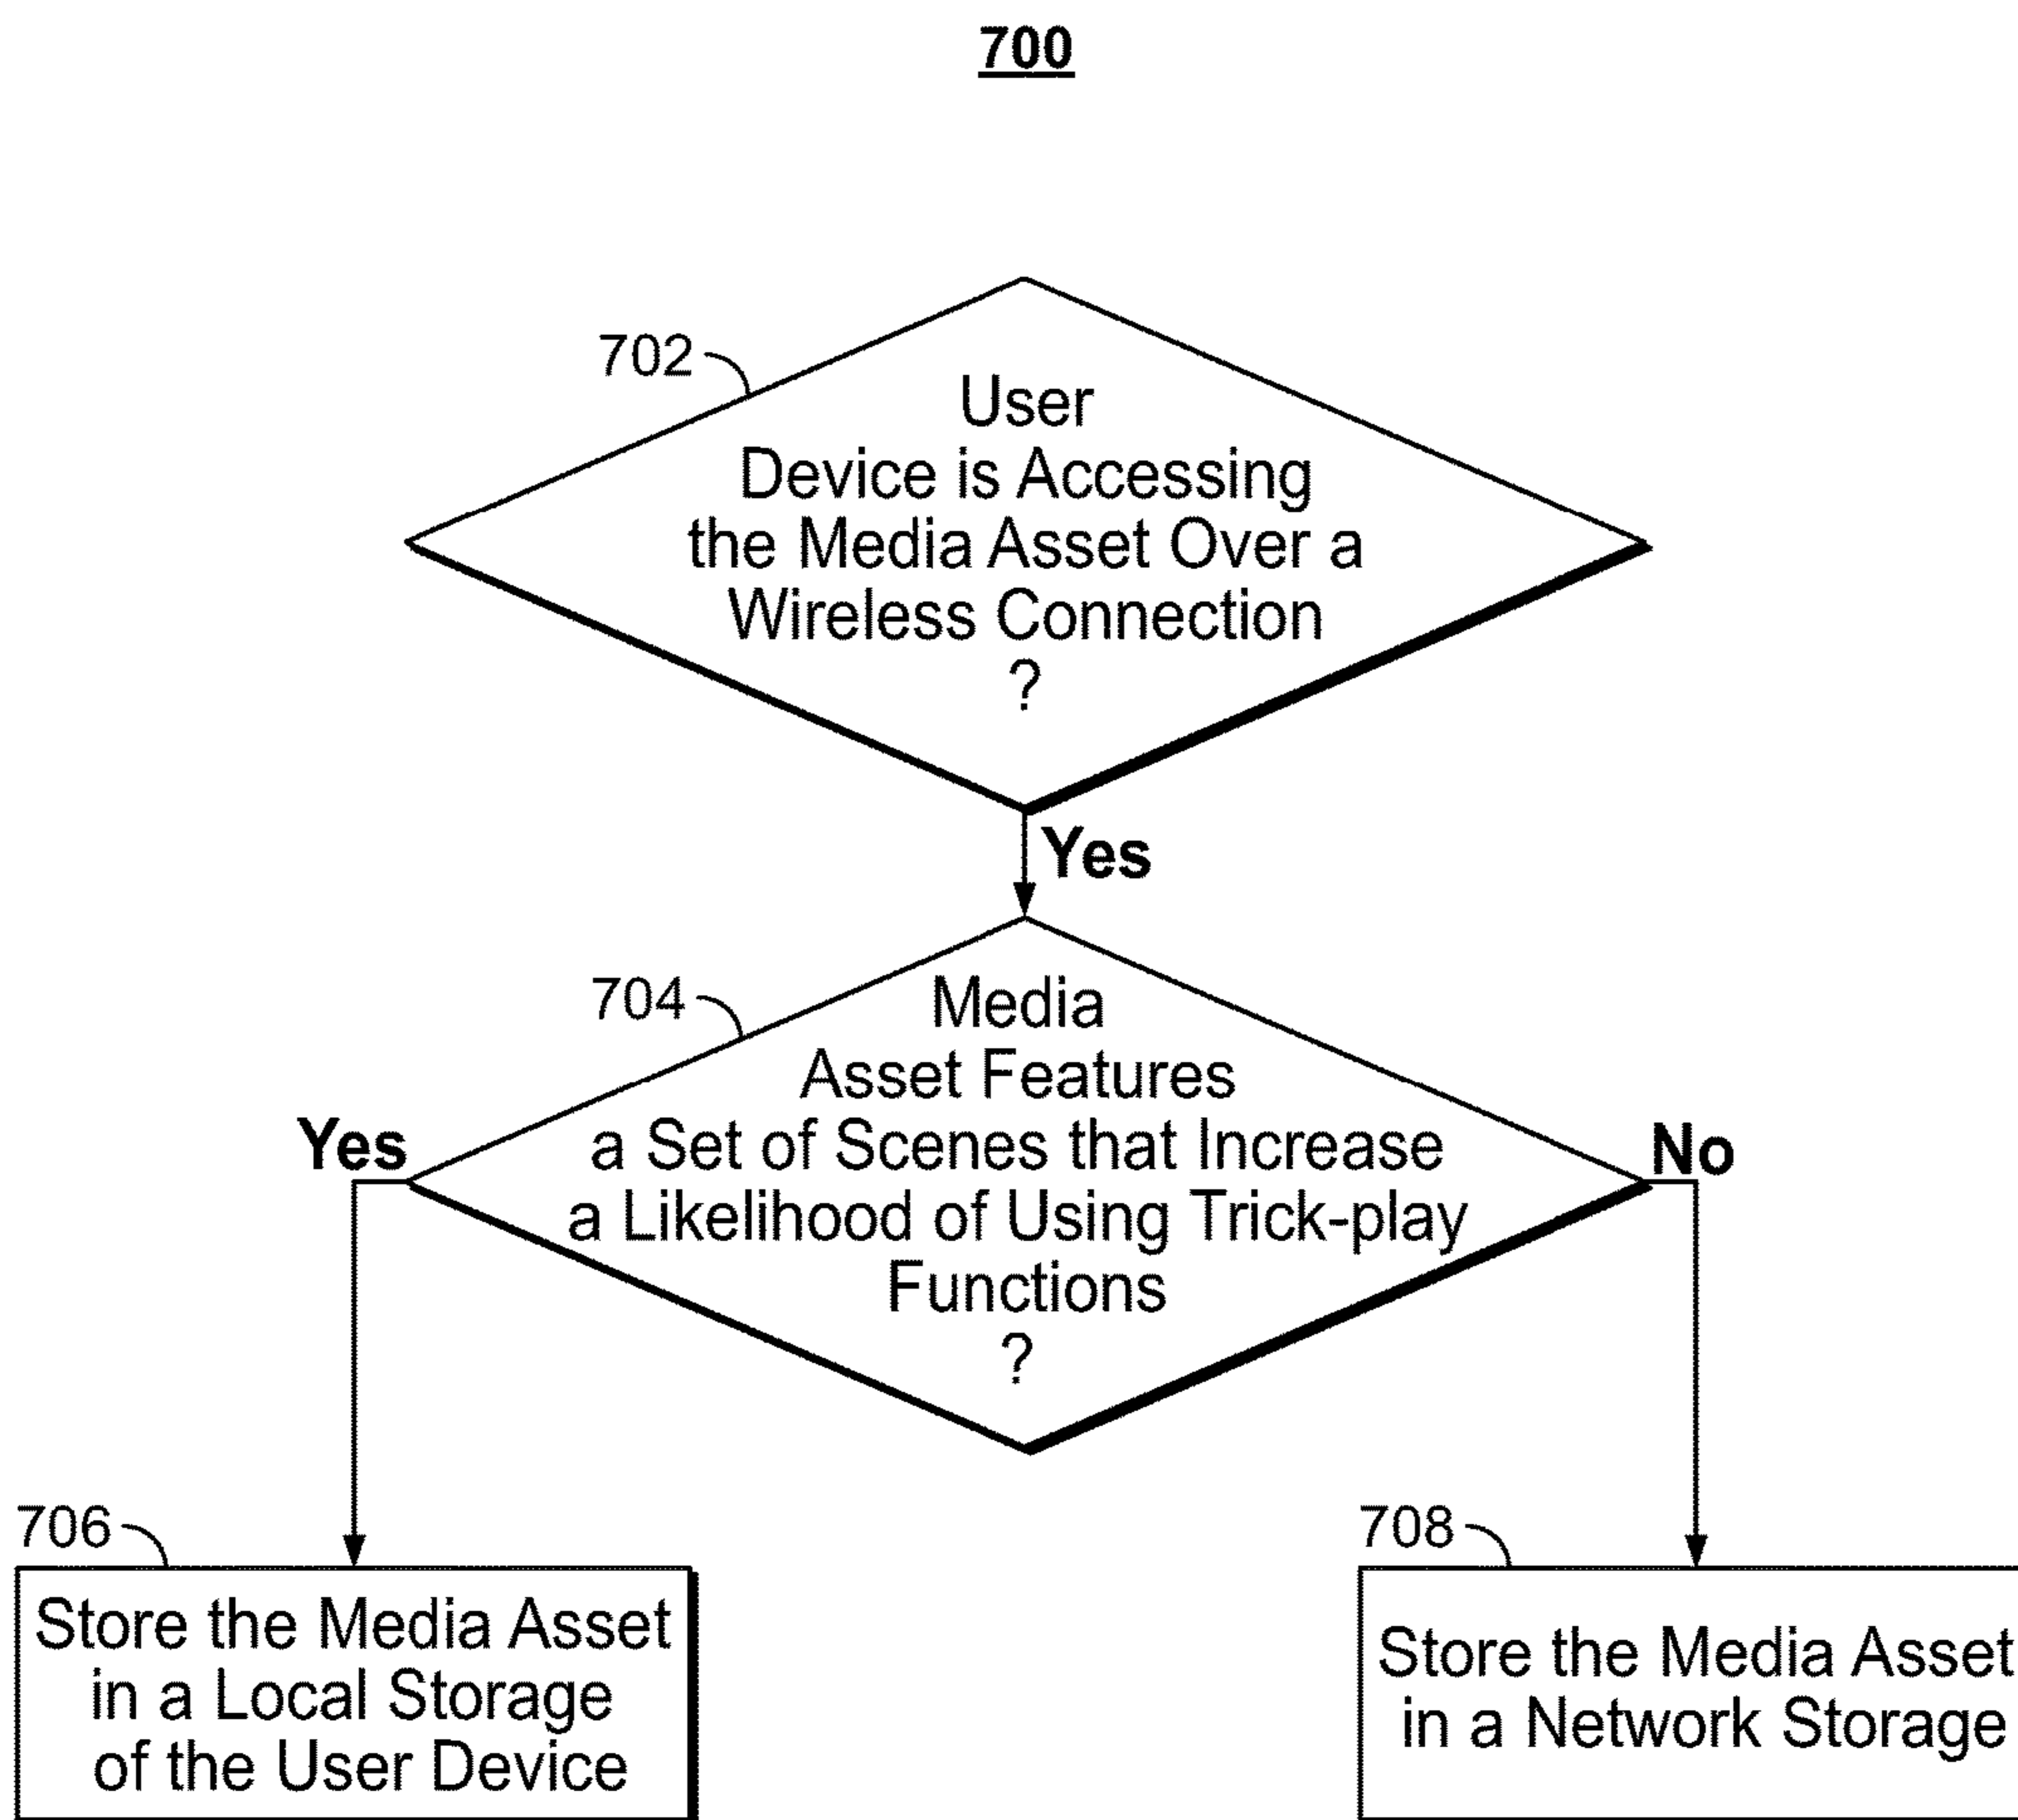 700
702
User
Device is Accessing
the Media Asset Over a
Wireless Connection
?
Yes
704
Media
Asset Features
a Set of Scenes that Increase
a Likelihood of Using Trick-play
Functions
?
Yes
No
706
Store the Media Asset
in a Local Storage
of the User Device
708
Store the Media Asset
in a Network Storage